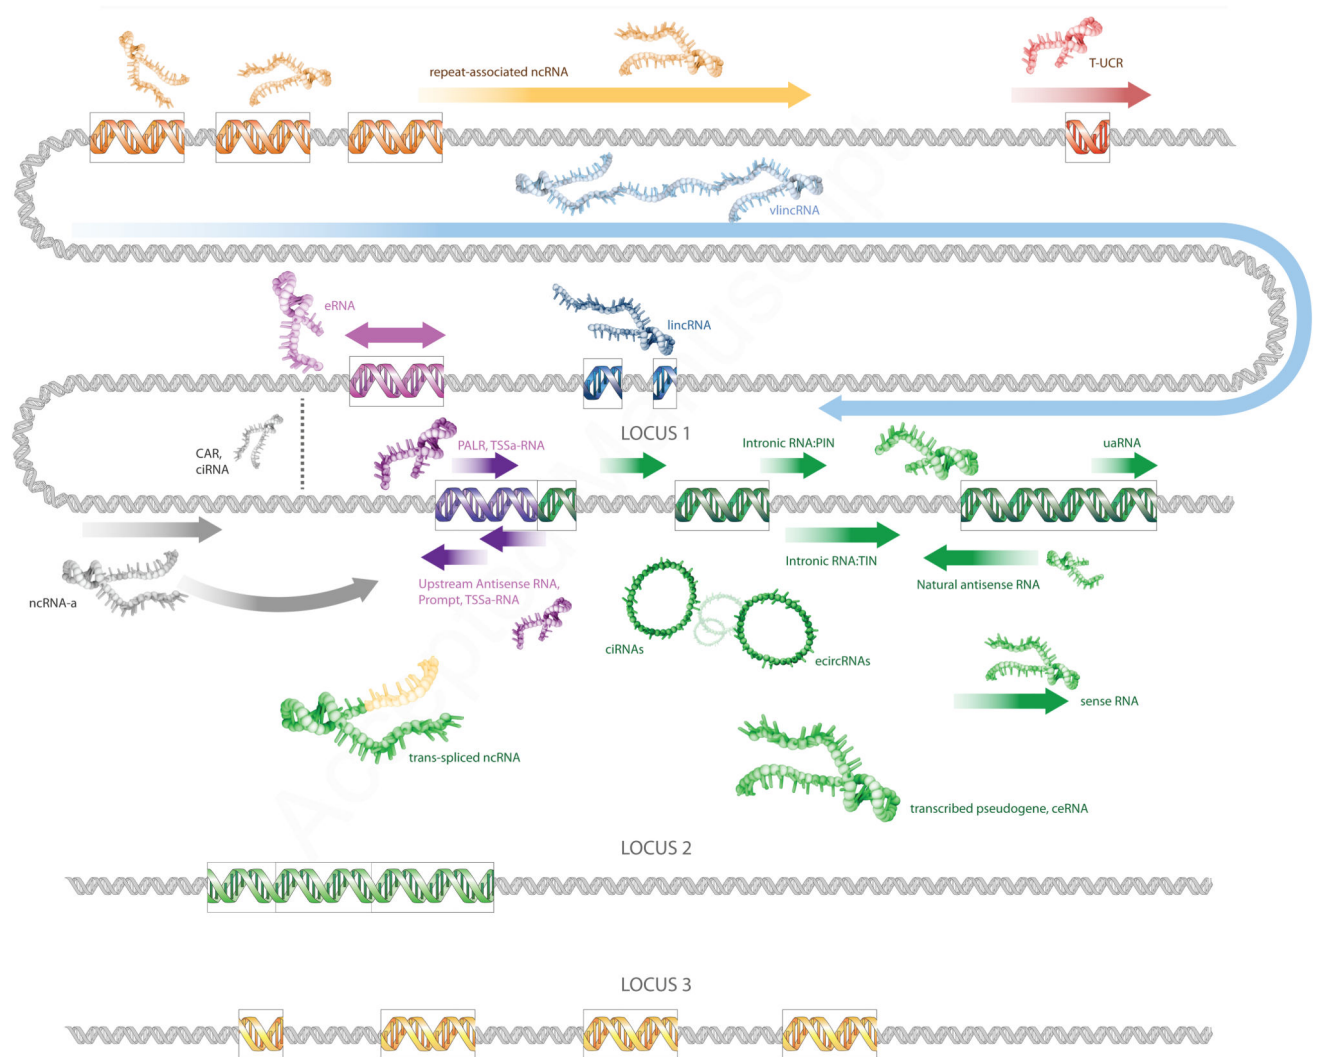 repeat-associated ncRNA
T-UCR
vlincRNA
eRNA
lincRNA
CAR,
ciRNA
LOCUS 1
PALR, TSSa-RNA
Intronic RNA:PIN
uaRNA
ncRNA-a
Upstream Antisense RNA,
Prompt, TSSa-RNA
Intronic RNA:TIN
Natural antisense RNA
ciRNAs
ecircRNAs
sense RNA
trans-spliced ncRNA
transcribed pseudogene, ceRNA
LOCUS 2
LOCUS 3
Accepted Manuscript